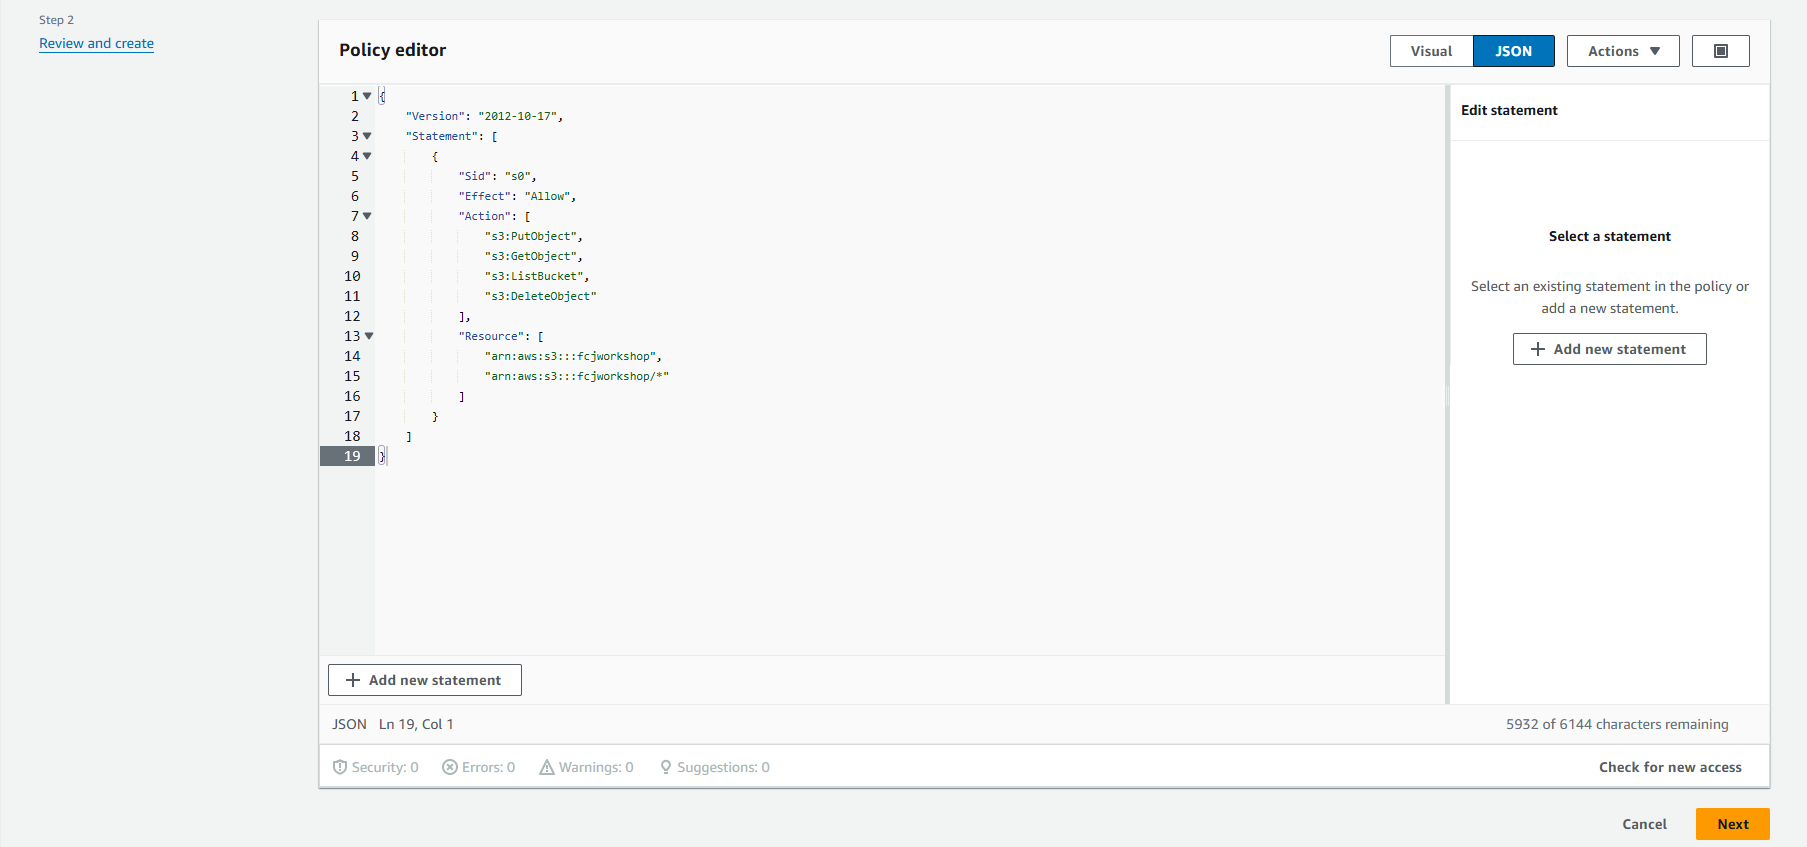 Step 2
Review and create
Policy editor
Visual
JSON
Actions
1 {
2 "Version": "2012-10-17",
3 "Statement": [
4 {
5 "Sid": "s0",
6 "Effect": "Allow",
7 "Action": [
8 "s3:PutObject",
9 "s3:GetObject",
10 "s3:ListBucket",
11 "s3:DeleteObject"
12 ],
13 "Resource": [
14 "arn:aws:s3:::fcjworkshop",
15 "arn:aws:s3:::fcjworkshop/*"
16 ]
17 }
18 ]
19 }
Edit statement
Select a statement
Select an existing statement in the policy or
add a new statement.
Add new statement
Add new statement
JSON Ln 19, Col 1
5932 of 6144 characters remaining
Security: 0
Errors: 0
Warnings: 0
Suggestions: 0
Check for new access
Cancel
Next